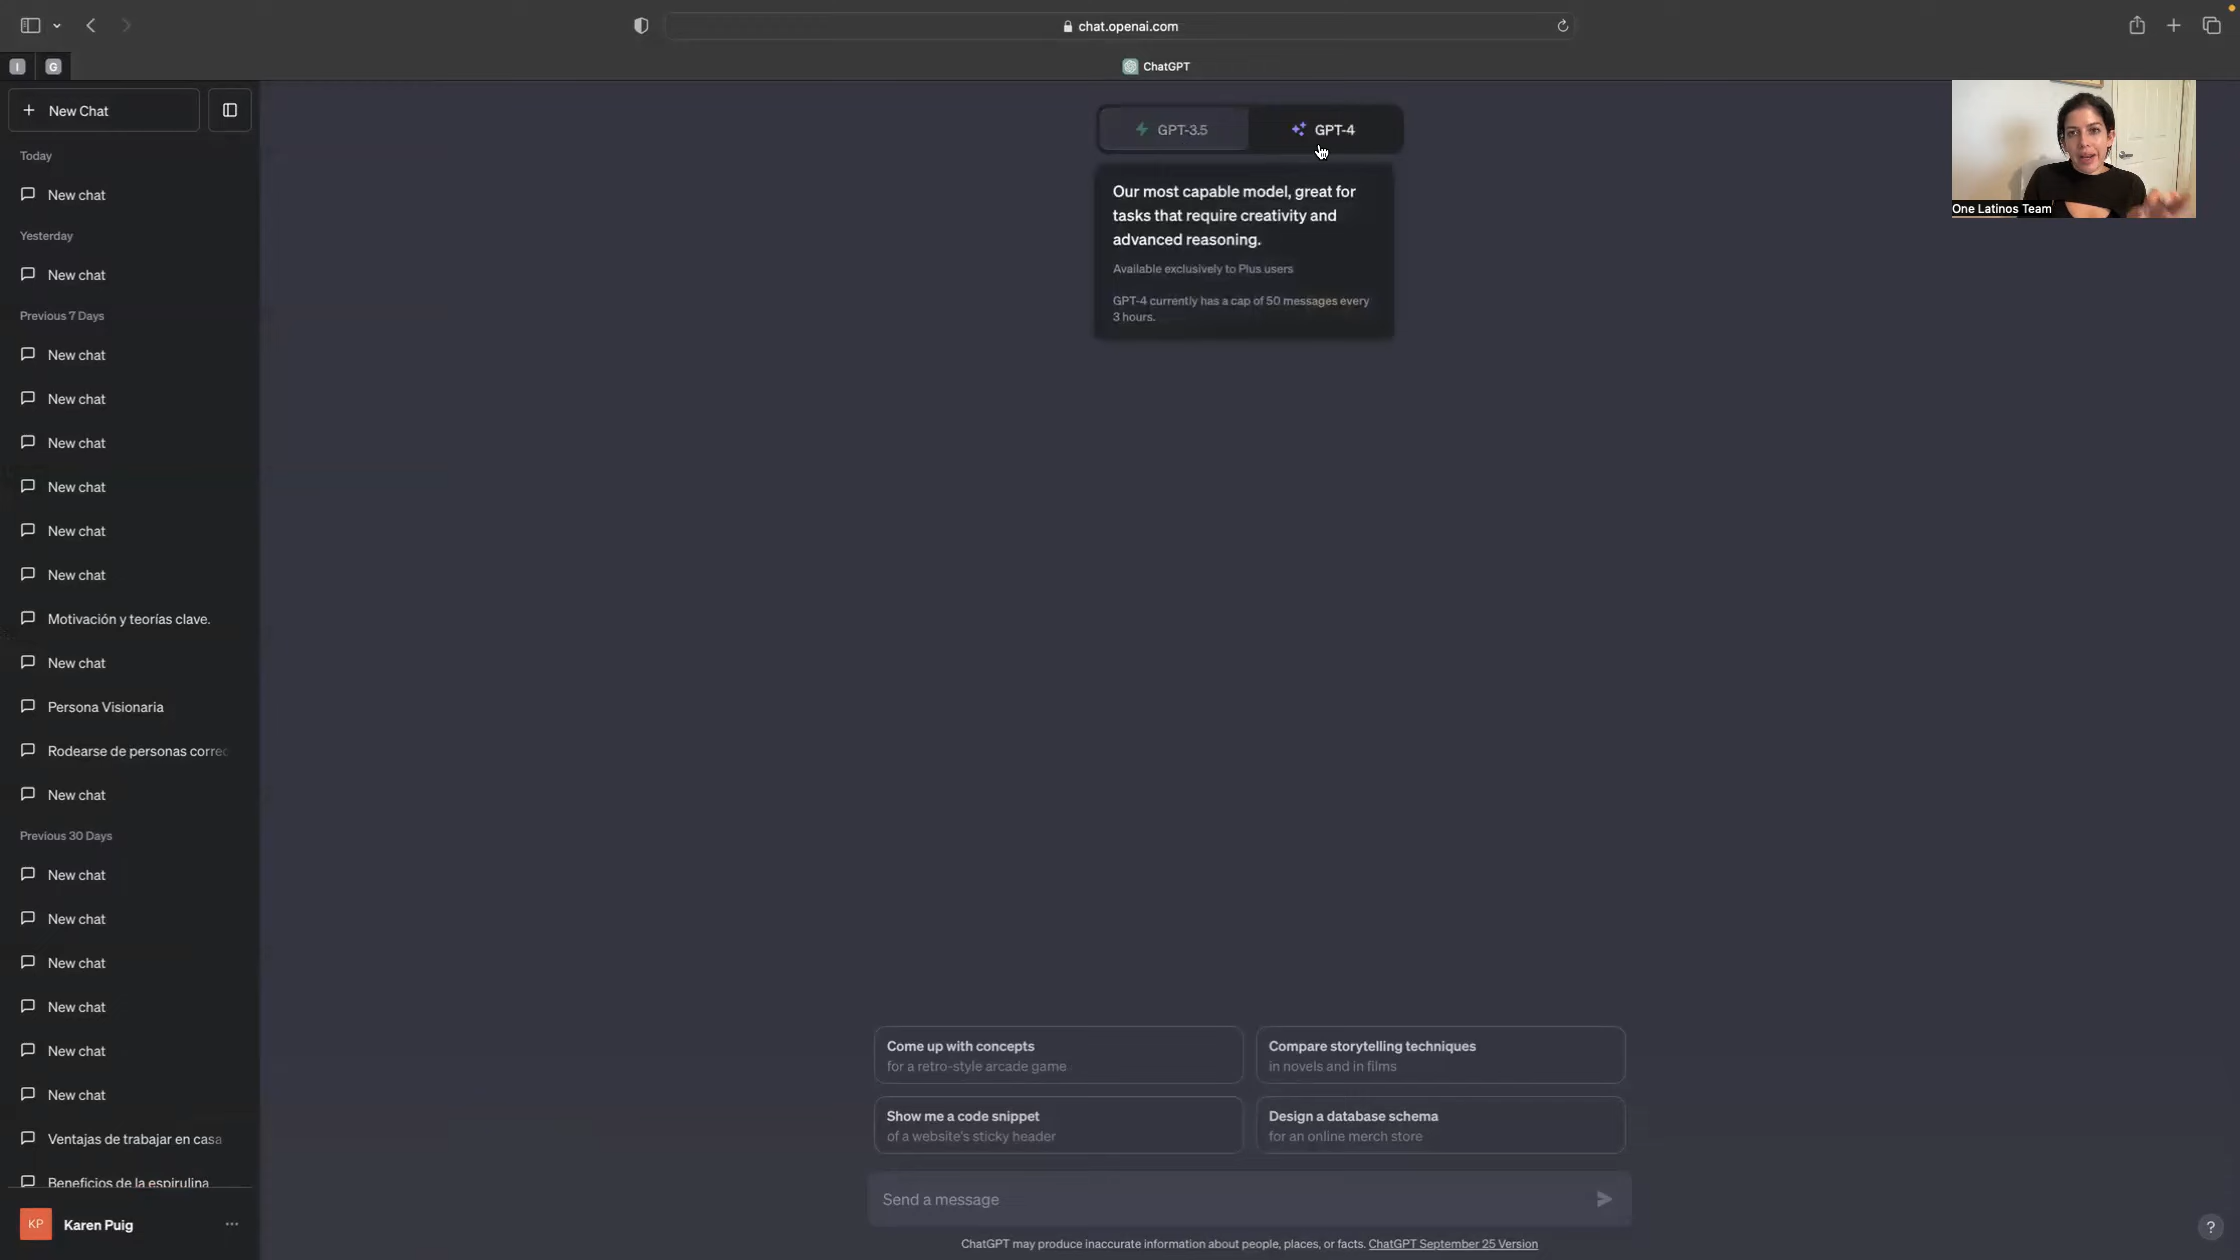 chat.openai.com
I
G
ChatGPT
New Chat
Today
New chat
Yesterday
New chat
Previous 7 Days
New chat
New chat
New chat
New chat
New chat
New chat
Motivación y teorías clave.
New chat
Persona Visionaria
Rodearse de personas correc
New chat
Previous 30 Days
New chat
New chat
New chat
New chat
New chat
New chat
Ventajas de trabajar en casa
Beneficios de la espirulina
KP
Karen Puig
GPT-3.5
GPT-4
Our most capable model, great for
tasks that require creativity and
advanced reasoning.
Available exclusively to Plus users
GPT-4 currently has a cap of 50 messages every
3 hours.
One Latinos Team
Come up with concepts
for a retro-style arcade game
Compare storytelling techniques
in novels and in films
Show me a code snippet
of a website's sticky header
Design a database schema
for an online merch store
Send a message
ChatGPT may produce inaccurate information about people, places, or facts. ChatGPT September 25 Version
?